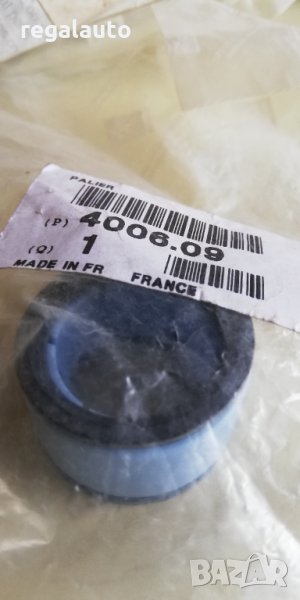 regalauto
PALIER
(P) 4006.09
(Q) 1
MADE IN FR FRANCE
BAZAR